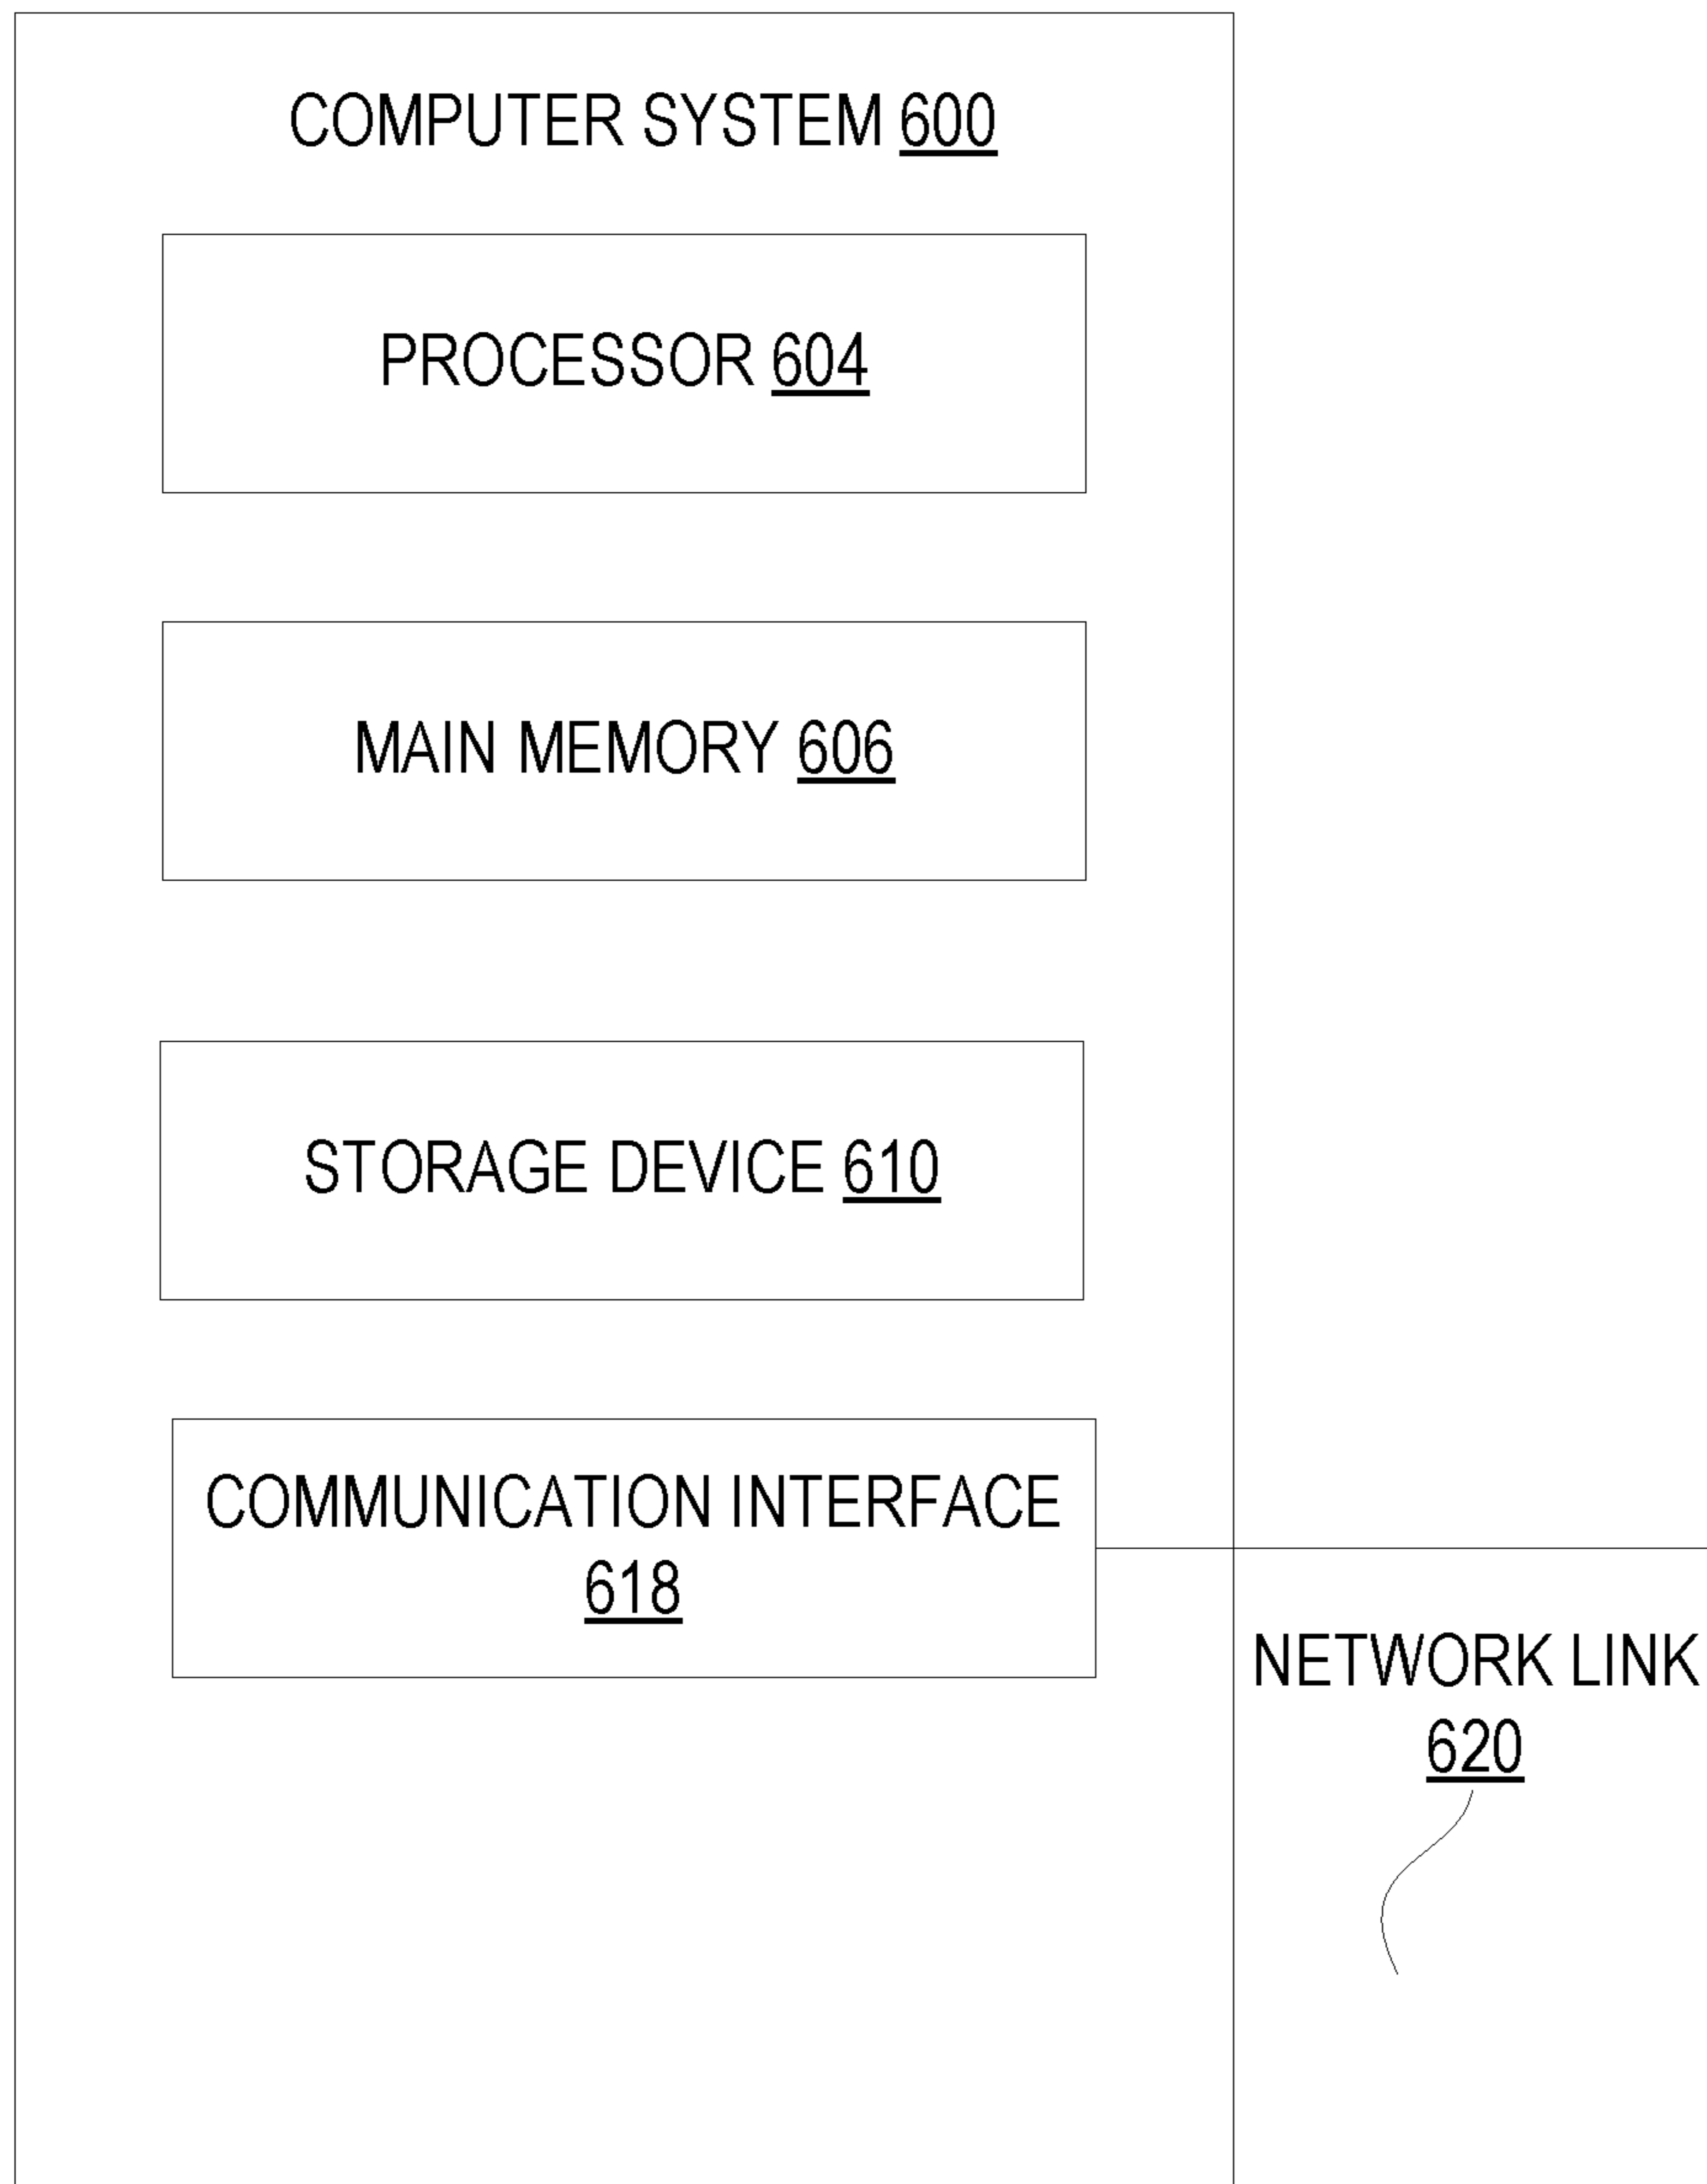 COMPUTER SYSTEM 600
PROCESSOR 604
MAIN MEMORY 606
STORAGE DEVICE 610
COMMUNICATION INTERFACE
618
NETWORK LINK
620